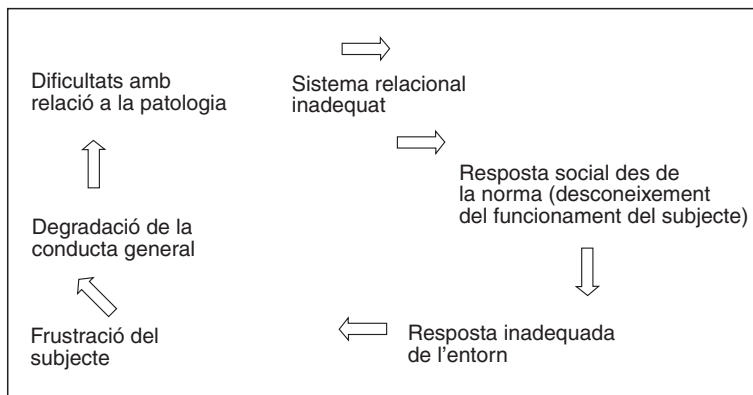 Dificultats amb
relació a la patologia
Sistema relacional
inadequat
Resposta social des de
la norma (desconeixement
del funcionament del subjecte)
Resposta inadequada
de l'entorn
Frustració del
subjecte
Degradació de la
conducta general